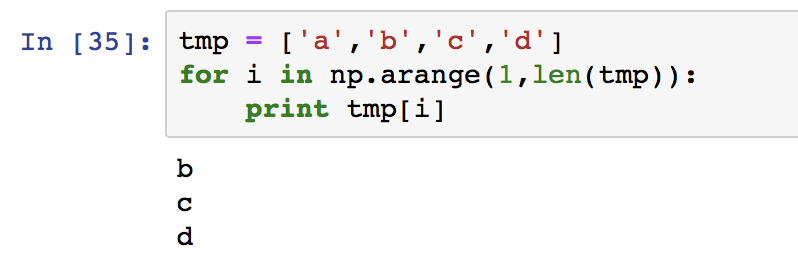 In [35]: tmp = ['a','b','c','d']
for i in np.arange(1,len(tmp)):
    print tmp[i]
b
c
d